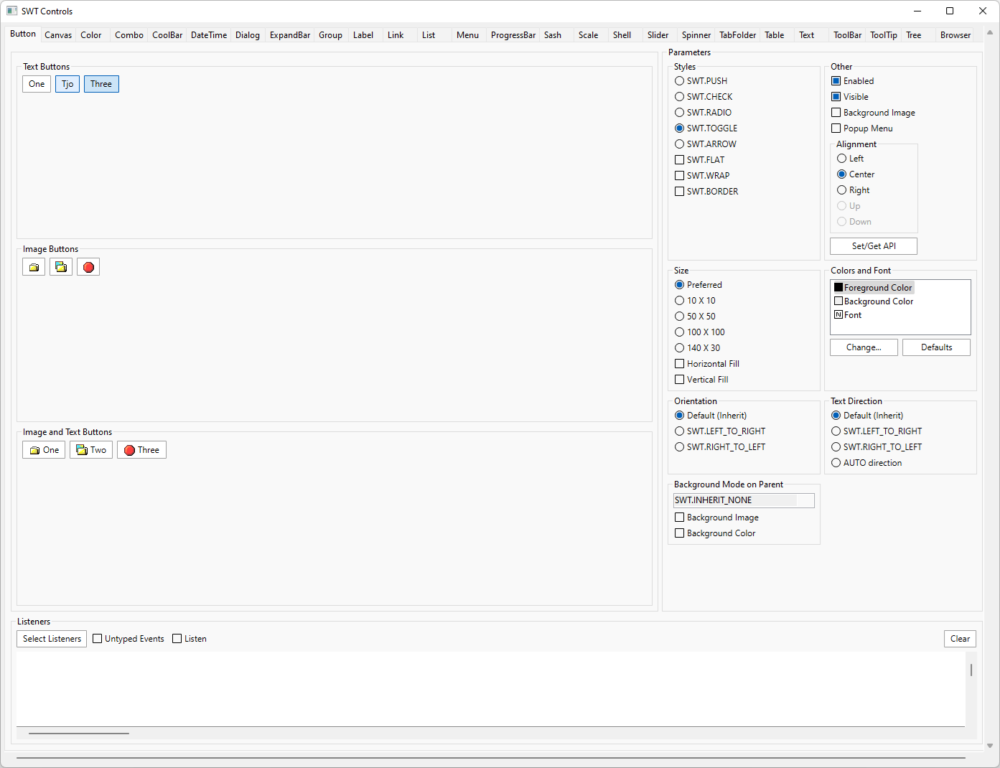 SWT Controls
Button Canvas Color Combo CoolBar DateTime Dialog ExpandBar Group Label Link List Menu ProgressBar Sash Scale Shell Slider Spinner TabFolder Table Text ToolBar ToolTip Tree Browser
Text Buttons
One Tjo Three
Image Buttons
Image and Text Buttons
One Two Three
Parameters
Styles
SWT.PUSH
SWT.CHECK
SWT.RADIO
SWT.TOGGLE
SWT.ARROW
SWT.FLAT
SWT.WRAP
SWT.BORDER
Other
Enabled
Visible
Background Image
Popup Menu
Alignment
Left
Center
Right
Up
Down
Set/Get API
Size
Preferred
10 X 10
50 X 50
100 X 100
140 X 30
Horizontal Fill
Vertical Fill
Colors and Font
Foreground Color
Background Color
N Font
Change... Defaults
Orientation
Default (Inherit)
SWT.LEFT_TO_RIGHT
SWT.RIGHT_TO_LEFT
Text Direction
Default (Inherit)
SWT.LEFT_TO_RIGHT
SWT.RIGHT_TO_LEFT
AUTO direction
Background Mode on Parent
SWT.INHERIT_NONE
Background Image
Background Color
Listeners
Select Listeners Untyped Events Listen Clear